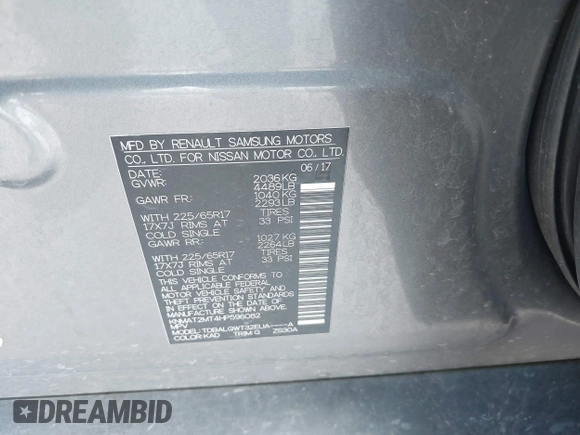 MFD BY RENAULT SAMSUNG MOTORS
CO., LTD. FOR NISSAN MOTOR CO., LTD.
DATE: 06/17
GVWR: 2036KG
4489LB
GAWR FR: 1040KG
2293LB
WITH 225/65R17 TIRES
17X7J RIMS AT 33 PSI
COLD SINGLE
GAWR RR: 1027KG
2264LB
WITH 225/65R17 TIRES
17X7J RIMS AT 33 PSI
COLD SINGLE
THIS VEHICLE CONFORMS TO
ALL APPLICABLE FEDERAL
MOTOR VEHICLE SAFETY AND
THEFT PREVENTION STANDARDS
IN EFFECT ON THE DATE OF
MANUFACTURE SHOWN ABOVE.
KNMAT2MT4HP596082
MPV
MODEL: TDBALGWT32EUA-----A
COLOR KAD TRIM G Z630A
DREAMBID